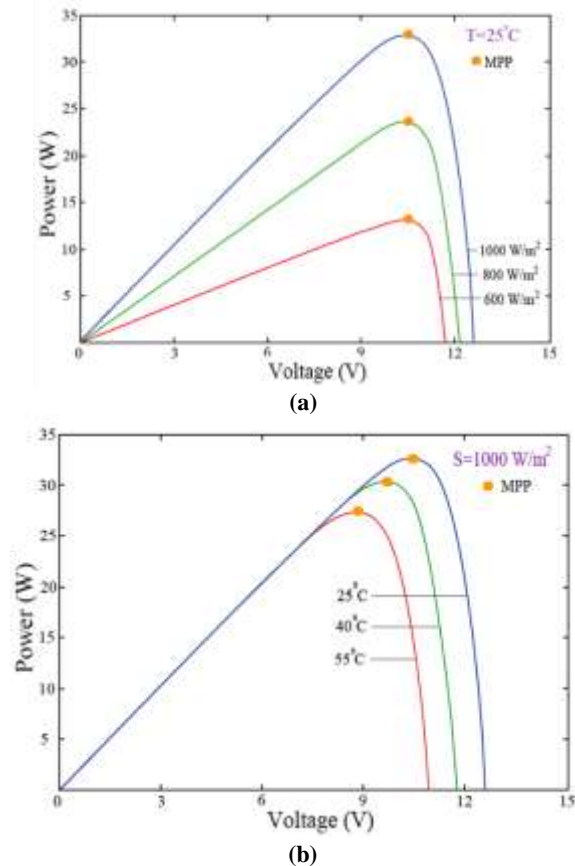 35
30
25
20
15
10
5
0
3
6
9
12
15
Power (W)
Voltage (V)
T=25°C
MPP
1000 W/m²
800 W/m²
600 W/m²
(a)
35
30
25
20
15
10
5
0
3
6
9
12
15
Power (W)
Voltage (V)
S=1000 W/m²
MPP
25°C
40°C
55°C
(b)